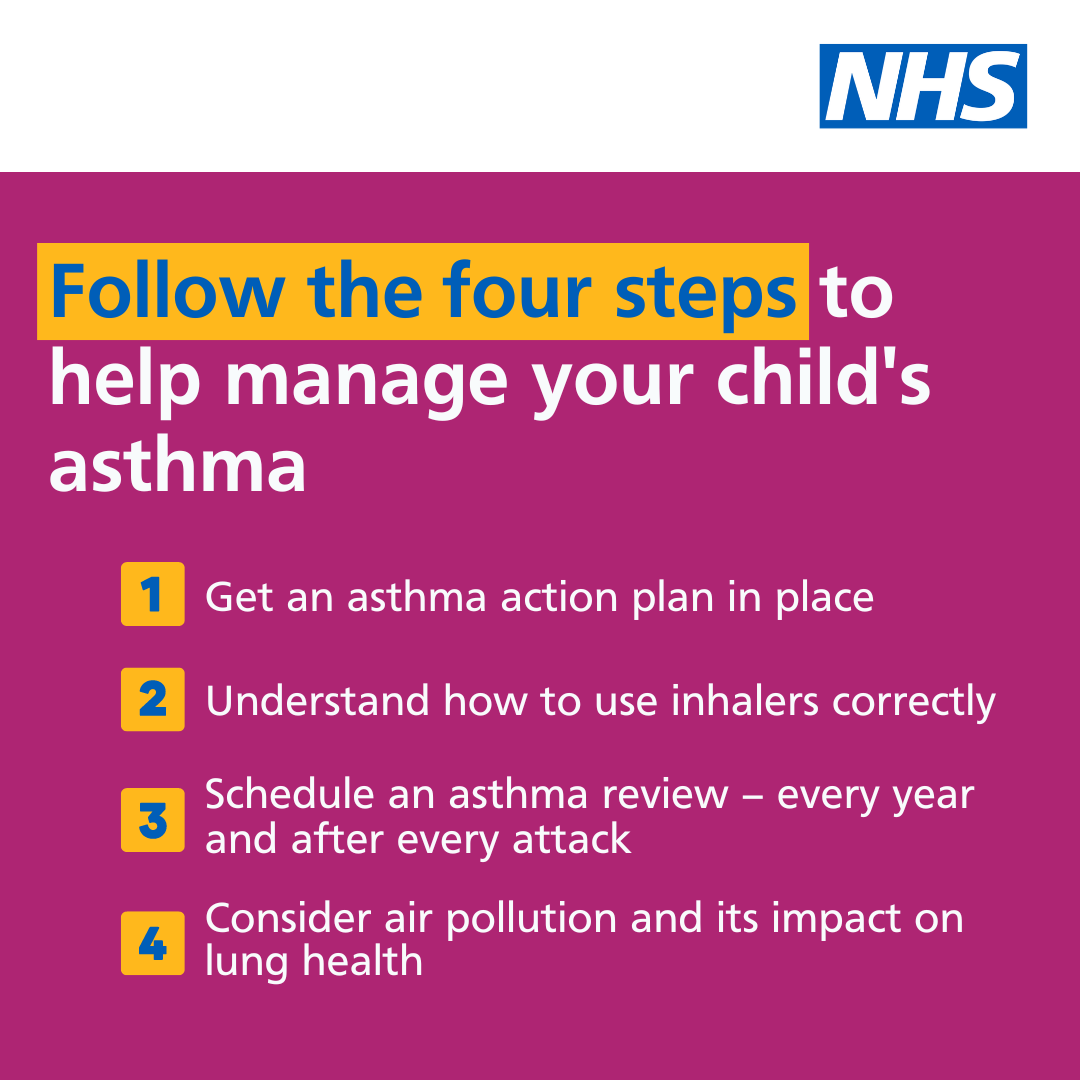 NHS
Follow the four steps to
help manage your child's
asthma
1 Get an asthma action plan in place
2 Understand how to use inhalers correctly
3 Schedule an asthma review – every year
and after every attack
4 Consider air pollution and its impact on
lung health